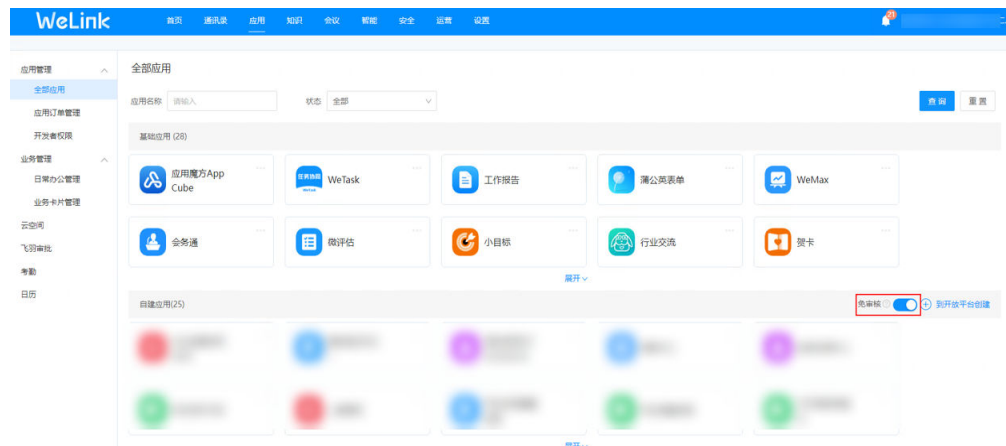 WeLink 首页 通讯录 应用 知识 会议 智能 安全 运营 设置 21
应用管理
全部应用
应用订单管理
开发者权限
业务管理
日常办公管理
业务卡片管理
云空间
飞羽审批
考勤
日历
全部应用
应用名称 请输入 状态 全部 查询 重置
基础应用 (28)
应用魔方App
Cube
任务协同
WeTask
工作报告
蒲公英表单
WeMax
会务通
微评估
小目标
行业交流
贺卡
展开
自建应用(25) 免审核 到开放平台创建
展开